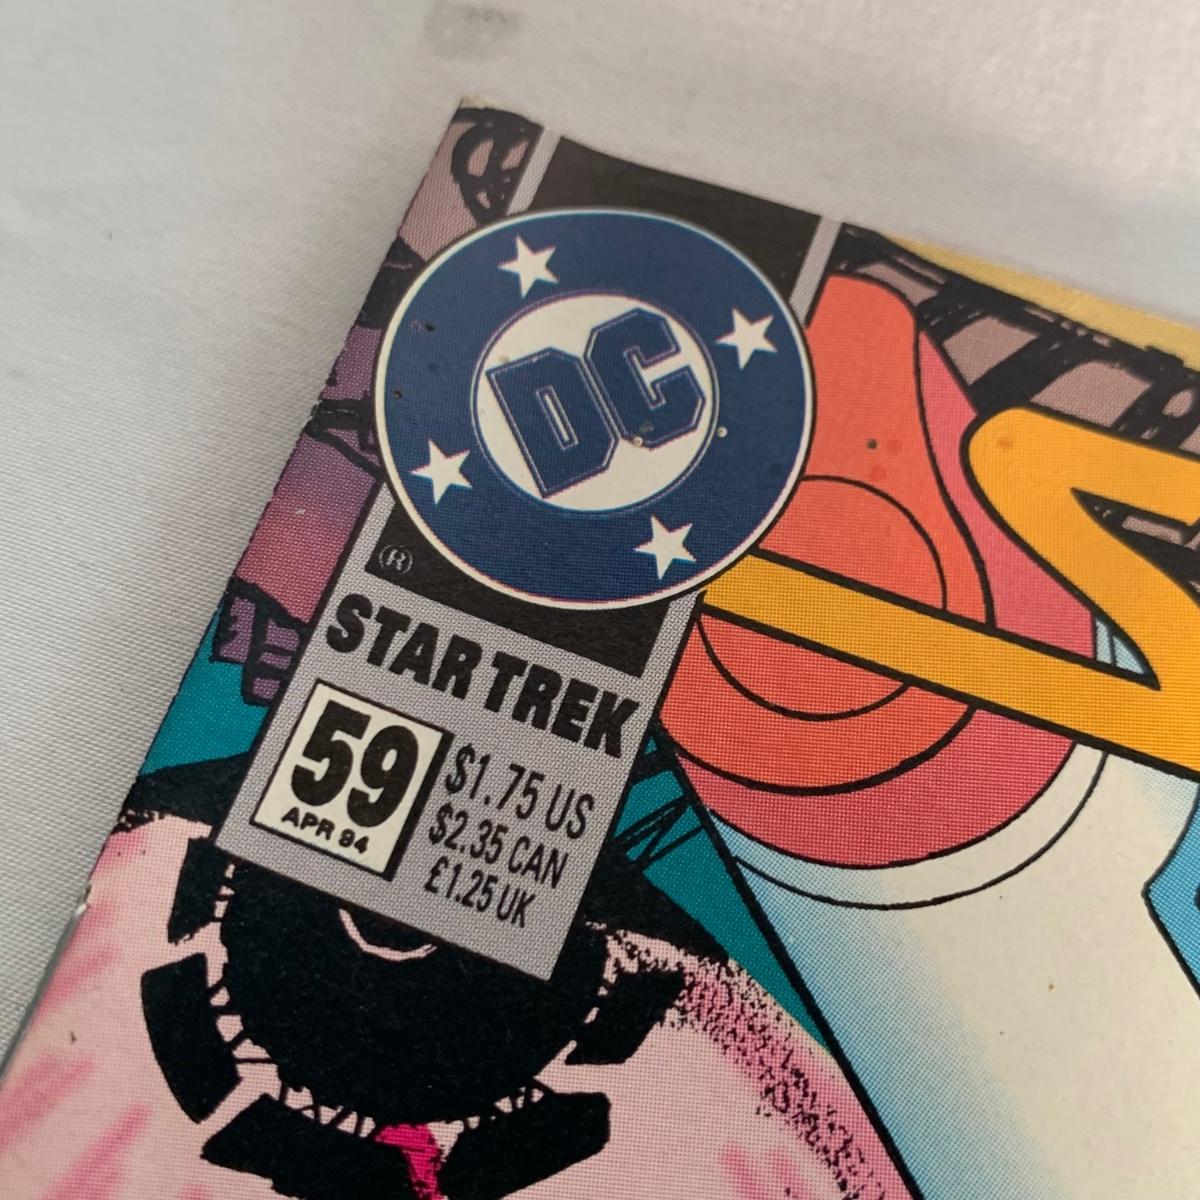 DC
®
STAR TREK
59
APR 94
$1.75 US
$2.35 CAN
£1.25 UK